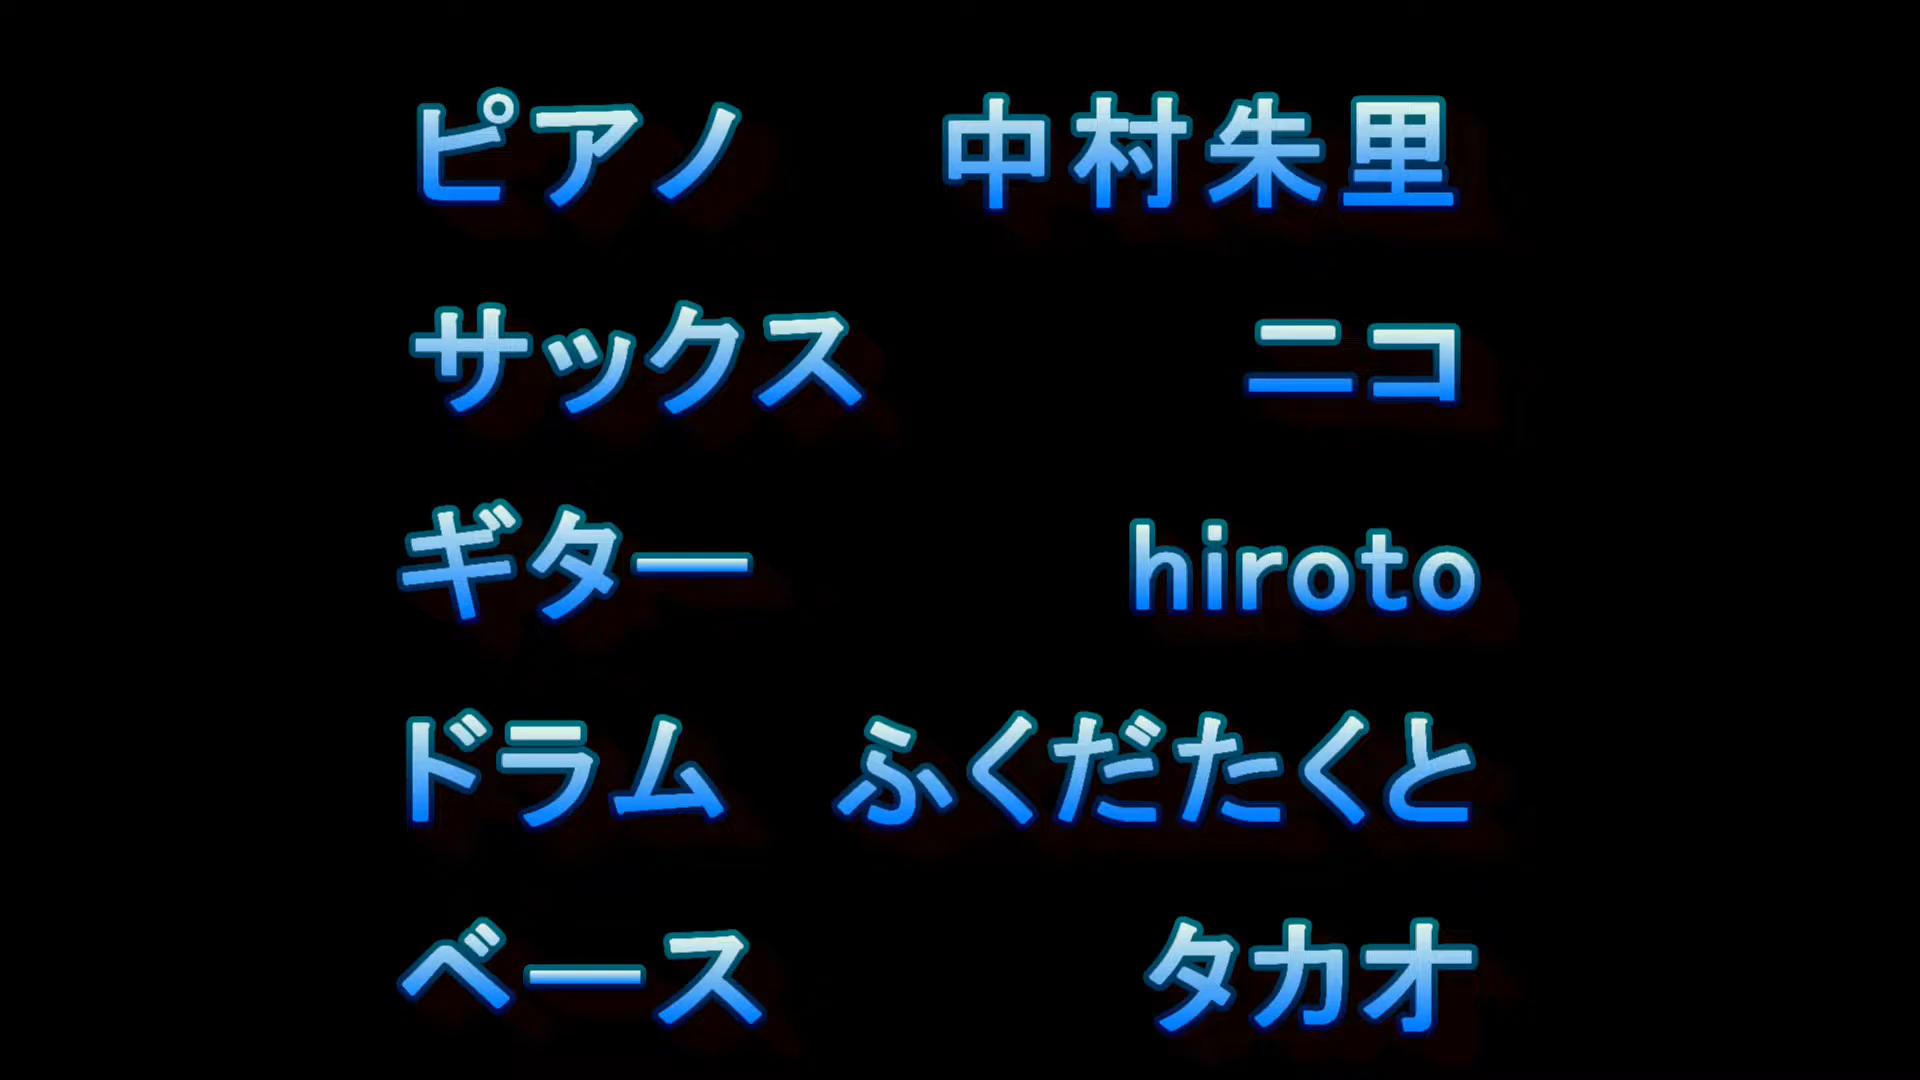 ピアノ 中村朱里
サックス ニコ
ギター hiroto
ドラム ふくだたくと
ベース タカオ